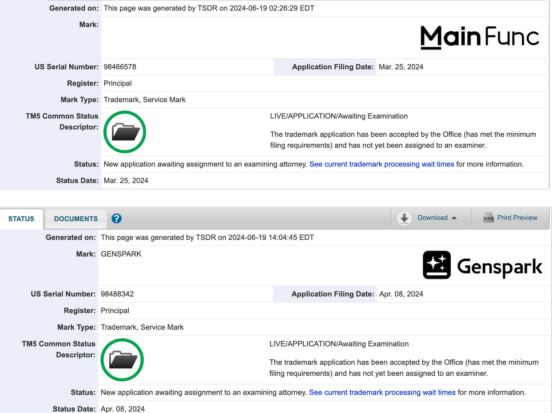 Generated on: This page was generated by TSDR on 2024-06-19 02:26:29 EDT
Mark:
MainFunc
US Serial Number: 98466578 Application Filing Date: Mar. 25, 2024
Register: Principal
Mark Type: Trademark, Service Mark
TM5 Common Status Descriptor:
LIVE/APPLICATION/Awaiting Examination
The trademark application has been accepted by the Office (has met the minimum
filing requirements) and has not yet been assigned to an examiner.
Status: New application awaiting assignment to an examining attorney. See current trademark processing wait times for more information.
Status Date: Mar. 25, 2024
STATUS DOCUMENTS ? Download Print Preview
Generated on: This page was generated by TSDR on 2024-06-19 14:04:45 EDT
Mark: GENSPARK
Genspark
US Serial Number: 98488342 Application Filing Date: Apr. 08, 2024
Register: Principal
Mark Type: Trademark, Service Mark
TM5 Common Status Descriptor:
LIVE/APPLICATION/Awaiting Examination
The trademark application has been accepted by the Office (has met the minimum
filing requirements) and has not yet been assigned to an examiner.
Status: New application awaiting assignment to an examining attorney. See current trademark processing wait times for more information.
Status Date: Apr. 08, 2024